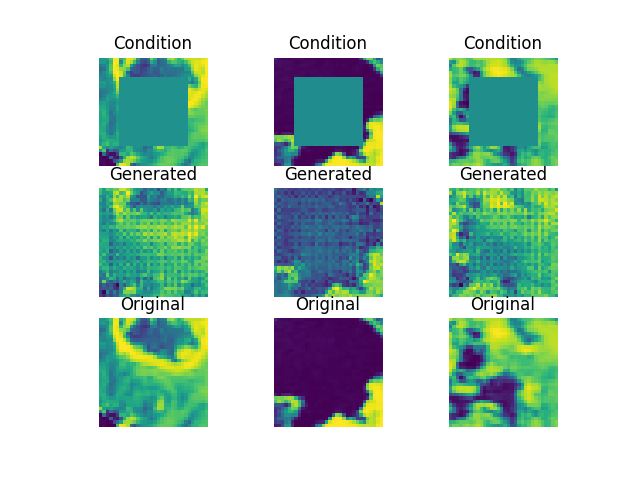 Condition Condition Condition
Generated Generated Generated
Original Original Original